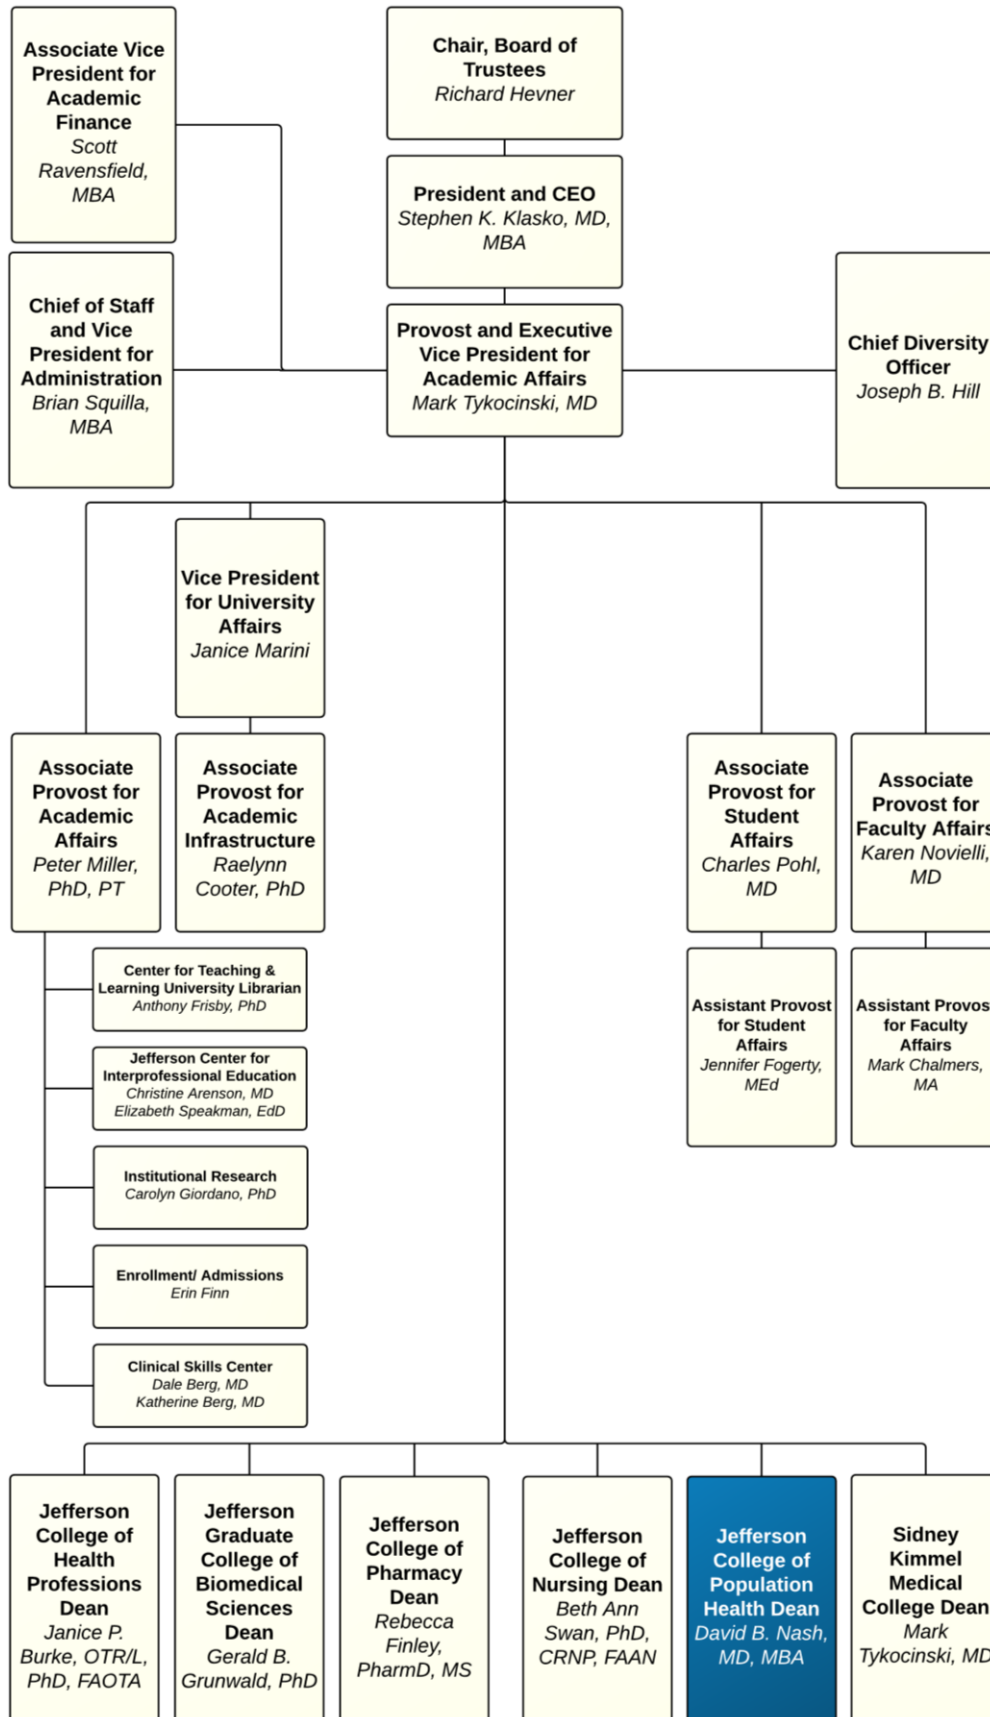 Associate Vice
President for
Academic
Finance
Scott
Ravensfield,
MBA
Chair, Board of
Trustees
Richard Hevner
President and CEO
Stephen K. Klasko, MD,
MBA
Chief of Staff
and Vice
President for
Administration
Brian Squilla,
MBA
Provost and Executive
Vice President for
Academic Affairs
Mark Tykocinski, MD
Chief Diversity
Officer
Joseph B. Hill
Vice President
for University
Affairs
Janice Marini
Associate
Provost for
Academic
Affairs
Peter Miller,
PhD, PT
Associate
Provost for
Academic
Infrastructure
Raelynn
Cooter, PhD
Associate
Provost for
Student
Affairs
Charles Pohl,
MD
Associate
Provost for
Faculty Affairs
Karen Novielli,
MD
Center for Teaching &
Learning University Librarian
Anthony Frisby, PhD
Jefferson Center for
Interprofessional Education
Christine Arenson, MD
Elizabeth Speakman, EdD
Institutional Research
Carolyn Giordano, PhD
Enrollment/ Admissions
Erin Finn
Clinical Skills Center
Dale Berg, MD
Katherine Berg, MD
Assistant Provost
for Student
Affairs
Jennifer Fogerty,
MEd
Assistant Provost
for Faculty
Affairs
Mark Chalmers,
MA
Jefferson
College of
Health
Professions
Dean
Janice P.
Burke, OTR/L,
PhD, FAOTA
Jefferson
Graduate
College of
Biomedical
Sciences
Dean
Gerald B.
Grunwald, PhD
Jefferson
College of
Pharmacy
Dean
Rebecca
Finley,
PharmD, MS
Jefferson
College of
Nursing Dean
Beth Ann
Swan, PhD,
CRNP, FAAN
Jefferson
College of
Population
Health Dean
David B. Nash,
MD, MBA
Sidney
Kimmel
Medical
College Dean
Mark
Tykocinski, MD